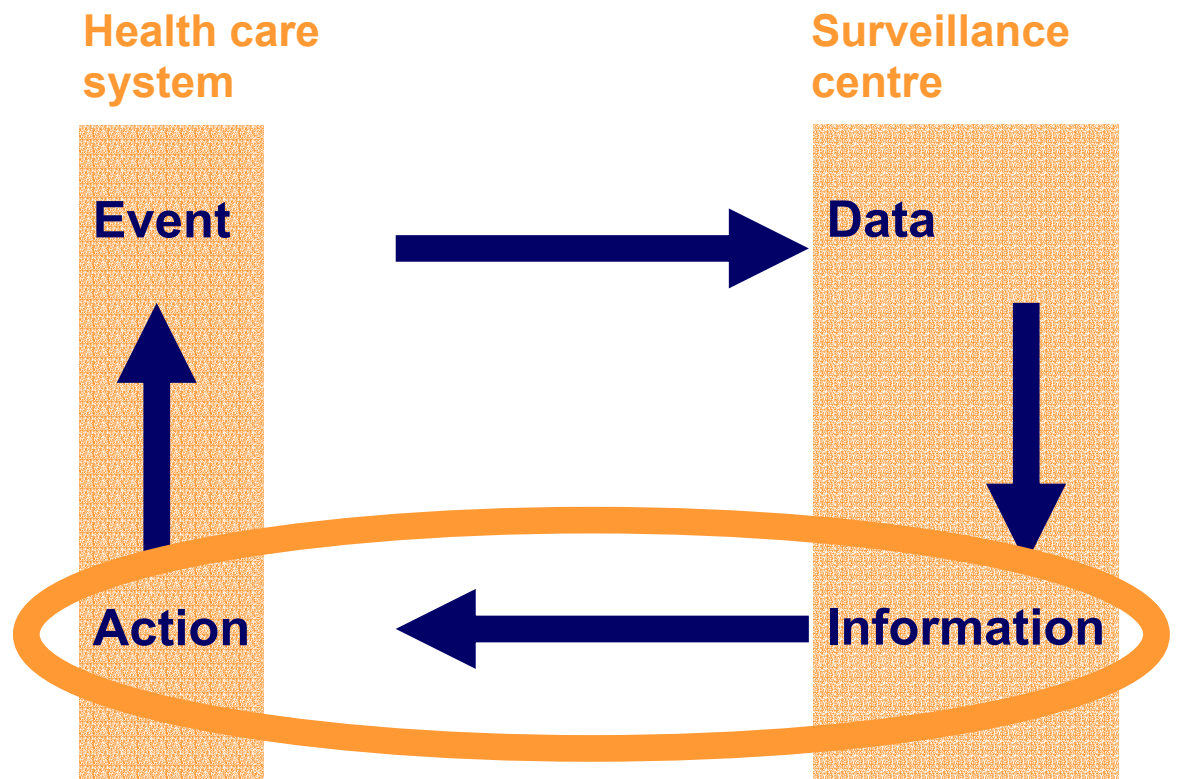 Health care
system
Surveillance
centre
Event
Data
Action
Information